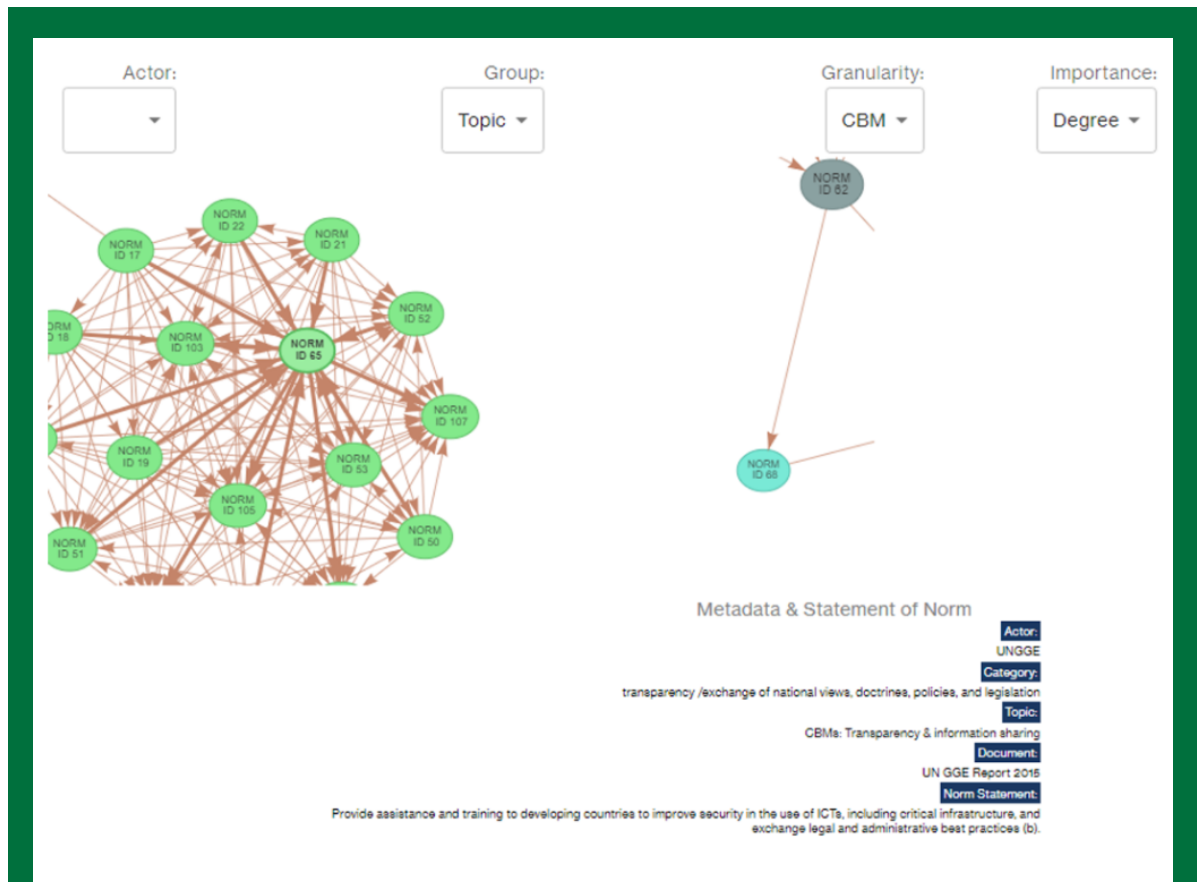 Actor:
Group:
Granularity:
Importance:
Topic
CBM
Degree
NORM
ID 62
NORM
ID 22
NORM
ID 21
NORM
ID 17
NORM
ID 52
ORM
D 18
NORM
ID 103
NORM
ID 65
NORM
ID 107
NORM
ID 19
NORM
ID 53
NORM
ID 68
NORM
ID 105
NORM
ID 50
NORM
ID 51
Metadata & Statement of Norm
Actor:
UNGGE
Category:
transparency /exchange of national views, doctrines, policies, and legislation
Topic:
CBMs: Transparency & information sharing
Document:
UN GGE Report 2015
Norm Statement:
Provide assistance and training to developing countries to improve security in the use of ICTs, including critical infrastructure, and
exchange legal and administrative best practices (b).